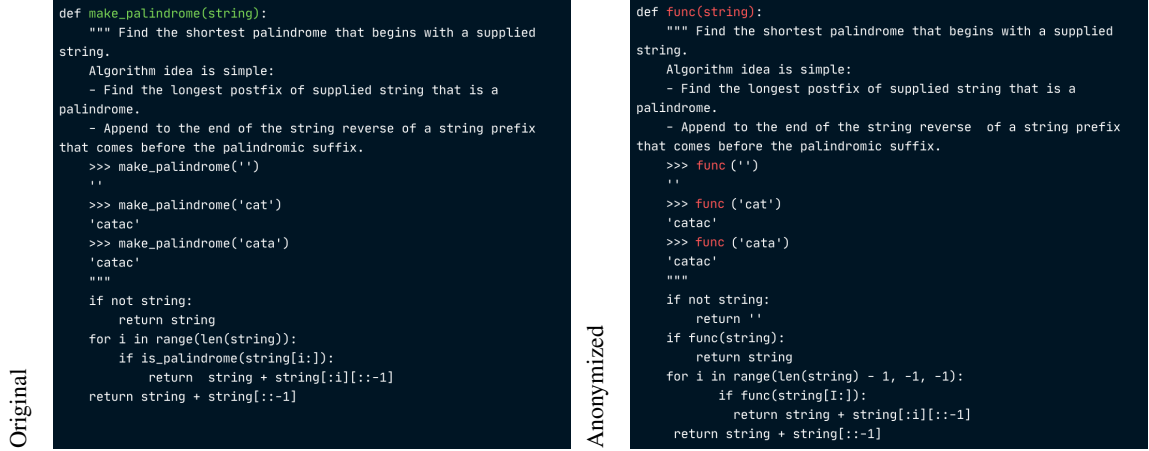 Original
def make_palindrome(string):
    """ Find the shortest palindrome that begins with a supplied
string.
    Algorithm idea is simple:
    - Find the longest postfix of supplied string that is a
palindrome.
    - Append to the end of the string reverse of a string prefix
that comes before the palindromic suffix.
    >>> make_palindrome('')
    ''
    >>> make_palindrome('cat')
    'catac'
    >>> make_palindrome('cata')
    'catac'
    """
    if not string:
        return string
    for i in range(len(string)):
        if is_palindrome(string[i:]):
            return  string + string[:i][::-1]
    return string + string[::-1]
Anonymized
def func(string):
    """ Find the shortest palindrome that begins with a supplied
string.
    Algorithm idea is simple:
    - Find the longest postfix of supplied string that is a
palindrome.
    - Append to the end of the string reverse  of a string prefix
that comes before the palindromic suffix.
    >>> func ('')
    ''
    >>> func ('cat')
    'catac'
    >>> func ('cata')
    'catac'
    """
    if not string:
        return ''
    if func(string):
        return string
    for i in range(len(string) - 1, -1, -1):
           if func(string[I:]):
             return string + string[:i][::-1]
     return string + string[::-1]